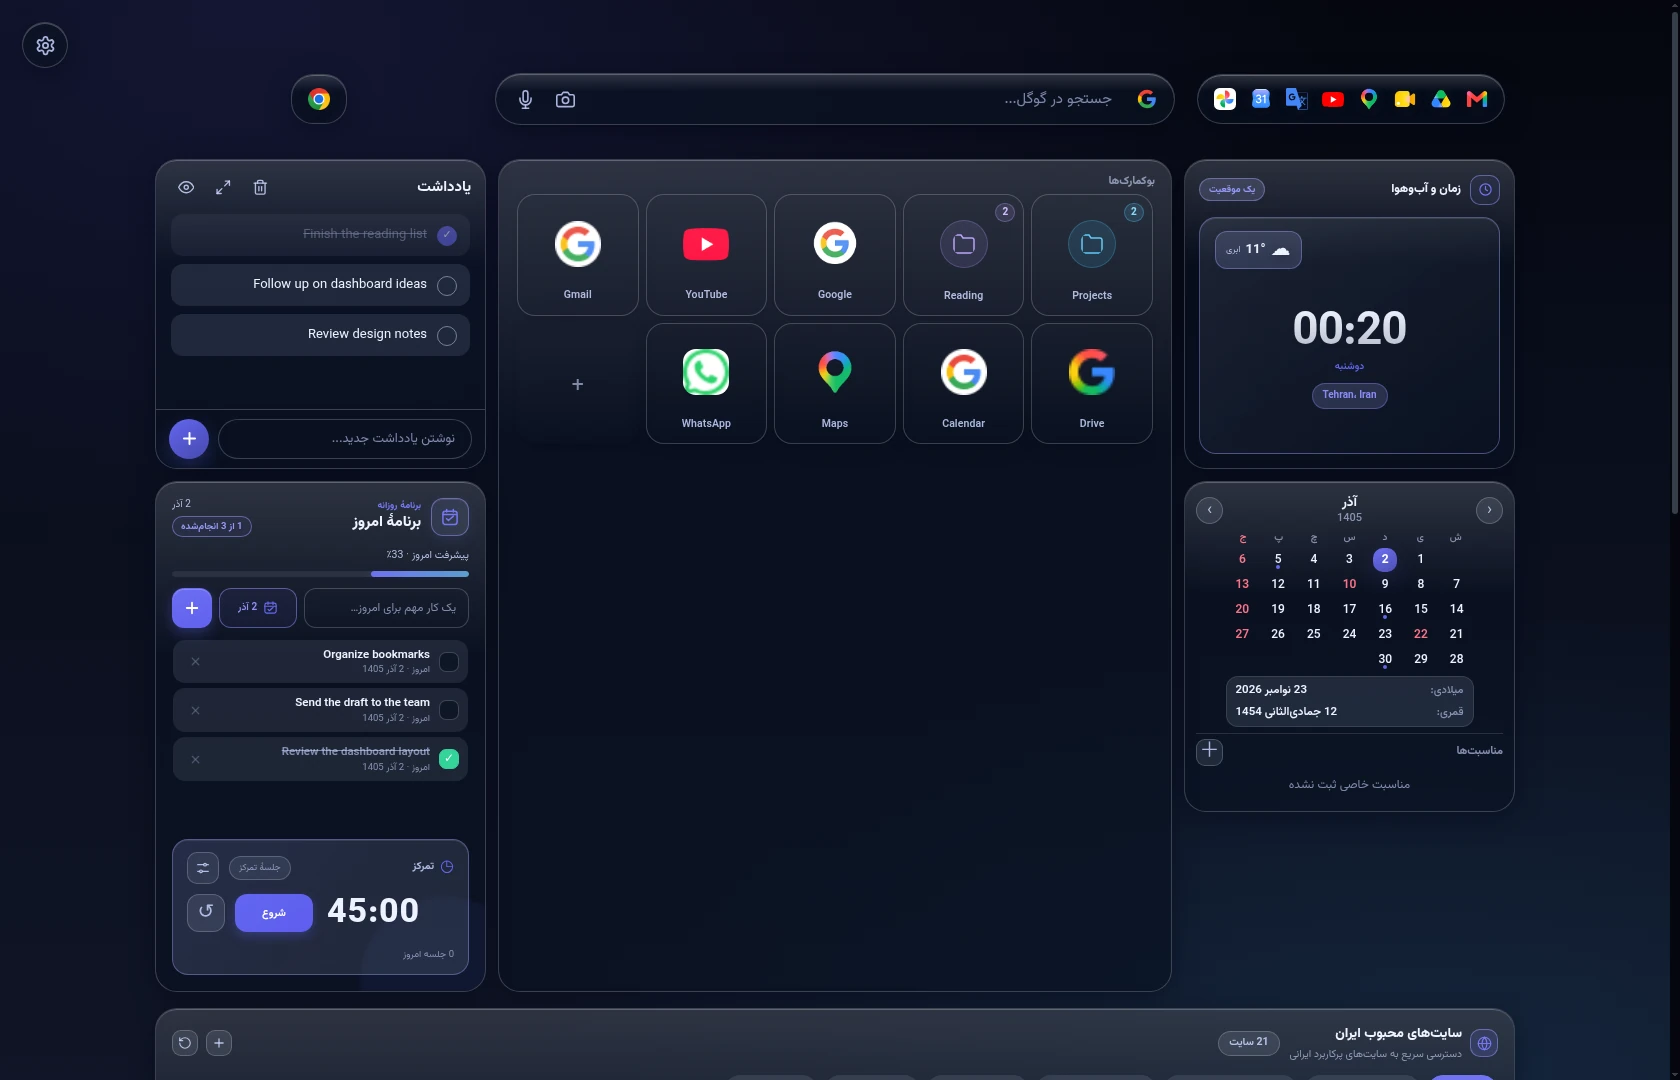 جستجو در گوگل...
31
زمان و آب‌وهوا
یک موقعیت
11°
ابری
00:20
دوشنبه
Tehran، Iran
بوکمارک‌ها
2
Projects
2
Reading
Google
YouTube
Gmail
Drive
Calendar
Maps
WhatsApp
+
یادداشت
Finish the reading list
Follow up on dashboard ideas
Review design notes
نوشتن یادداشت جدید...
+
آذر
1405
ش ی د س چ پ ج
1 2 3 4 5 6
7 8 9 10 11 12 13
14 15 16 17 18 19 20
21 22 23 24 25 26 27
28 29 30
میلادی: 23 نوامبر 2026
قمری: 12 جمادی‌الثانی 1454
مناسبت‌ها
+
مناسبت خاصی ثبت نشده
برنامهٔ روزانه
برنامهٔ امروز
2 آذر
1 از 3 انجام‌شده
پیشرفت امروز · 33٪
یک کار مهم برای امروز...
2 آذر
+
Organize bookmarks
امروز · 2 آذر 1405
Send the draft to the team
امروز · 2 آذر 1405
Review the dashboard layout
امروز · 2 آذر 1405
تمرکز
جلسهٔ تمرکز
45:00
شروع
0 جلسه امروز
سایت‌های محبوب ایران
دسترسی سریع به سایت‌های پرکاربرد ایرانی
21 سایت
+